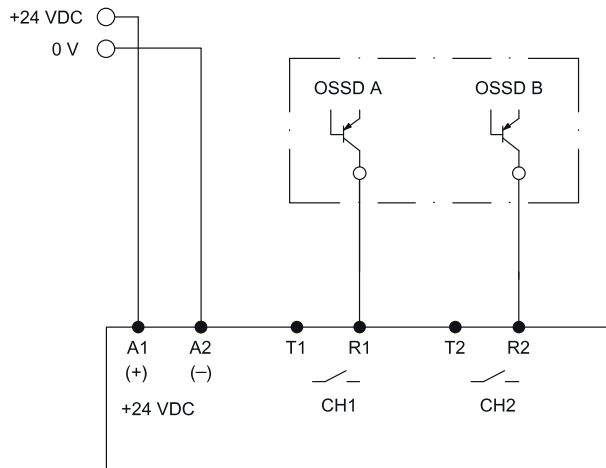 +24 VDC
0 V
OSSD A OSSD B
A1 A2 T1 R1 T2 R2
(+) (–)
+24 VDC CH1 CH2